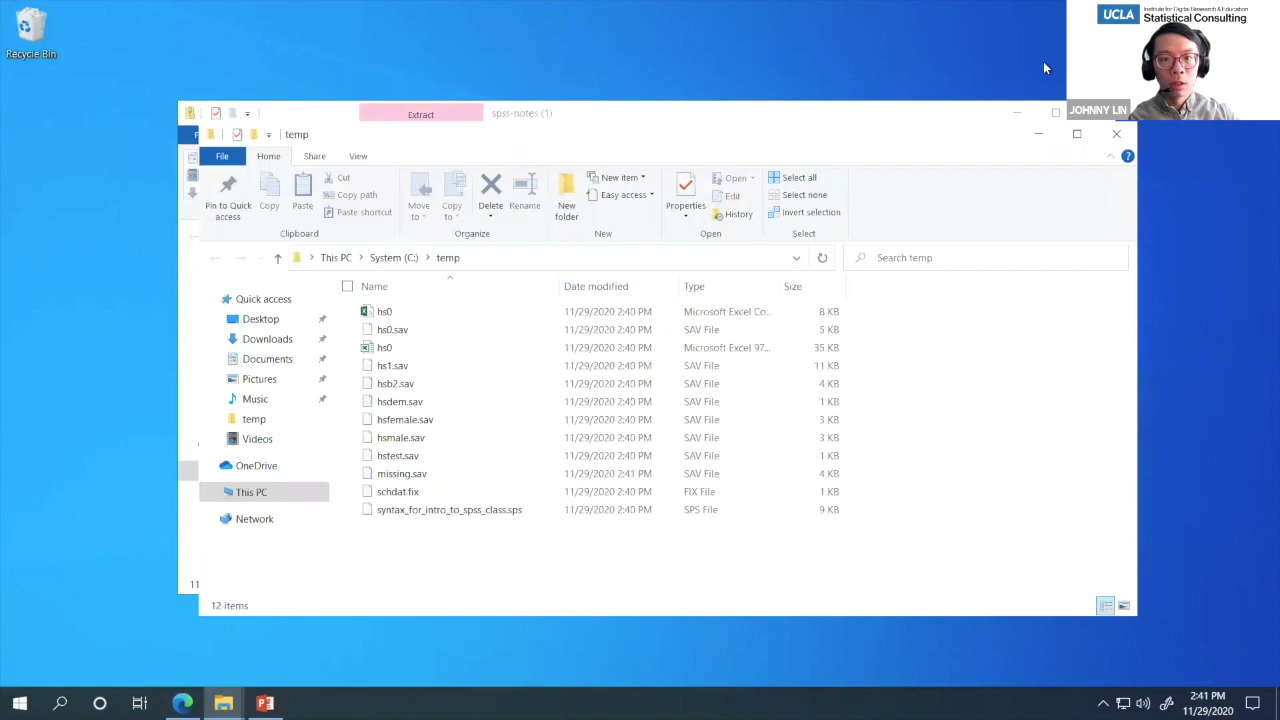 Recycle Bin
UCLA Institute for Digital Research & Education
Statistical Consulting
JOHNNY LIN
Extract spss-notes (1)
temp
File Home Share View
Pin to Quick access
Copy
Paste
Cut
Copy path
Paste shortcut
Clipboard
Move to
Copy to
Delete
Rename
Organize
New folder
New item
Easy access
New
Properties
Open
Edit
History
Open
Select all
Select none
Invert selection
Select
This PC > System (C:) > temp
Search temp
Name Date modified Type Size
Quick access
Desktop
Downloads
Documents
Pictures
Music
temp
Videos
OneDrive
This PC
Network
hs0 11/29/2020 2:40 PM Microsoft Excel Co... 8 KB
hs0.sav 11/29/2020 2:40 PM SAV File 5 KB
hs0 11/29/2020 2:40 PM Microsoft Excel 97... 35 KB
hs1.sav 11/29/2020 2:40 PM SAV File 11 KB
hsb2.sav 11/29/2020 2:40 PM SAV File 4 KB
hsdem.sav 11/29/2020 2:40 PM SAV File 1 KB
hsfemale.sav 11/29/2020 2:40 PM SAV File 3 KB
hsmale.sav 11/29/2020 2:40 PM SAV File 3 KB
hstest.sav 11/29/2020 2:40 PM SAV File 1 KB
missing.sav 11/29/2020 2:41 PM SAV File 4 KB
schdat.fix 11/29/2020 2:40 PM FIX File 1 KB
syntax_for_intro_to_spss_class.sps 11/29/2020 2:40 PM SPS File 9 KB
11
12 items
2:41 PM
11/29/2020